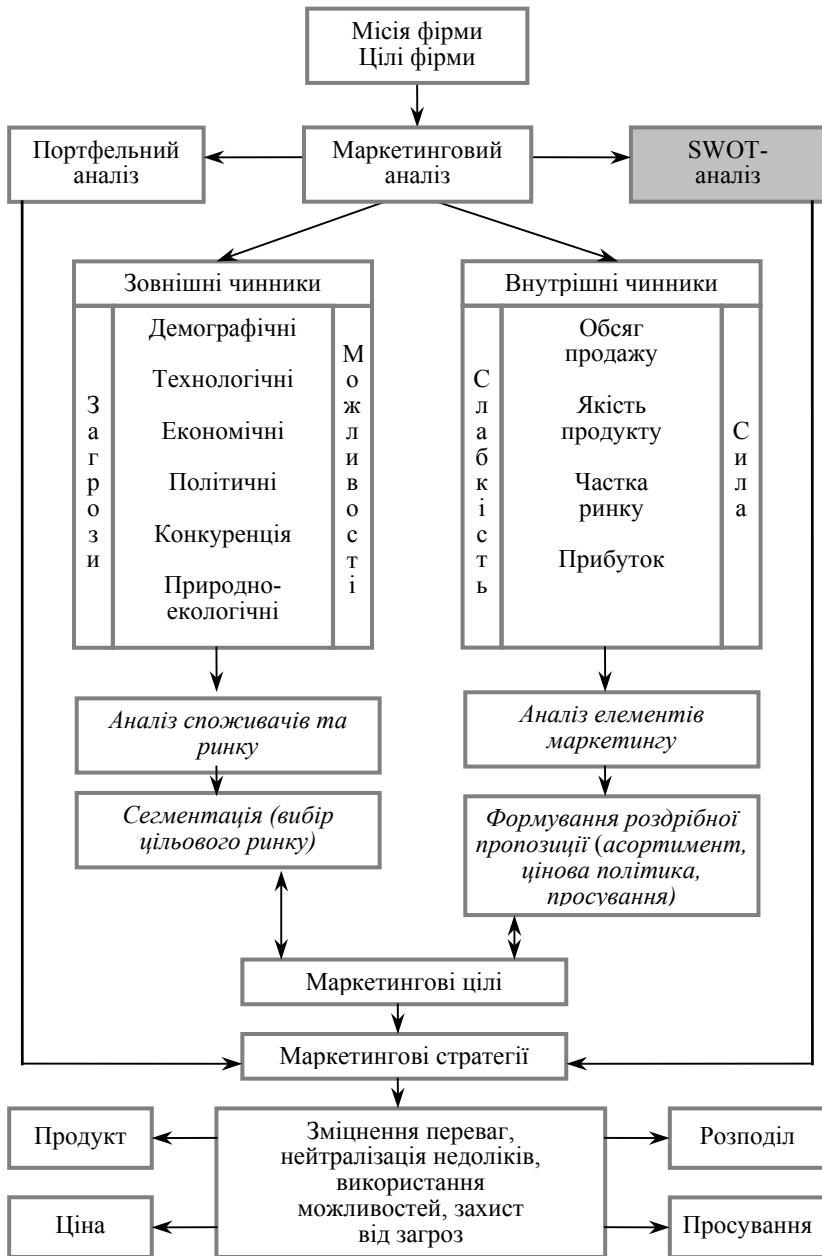 Місія фірми
Цілі фірми
Портфельний
аналіз
Маркетинговий
аналіз
SWOT-
аналіз
Зовнішні чинники
Загрози
Демографічні
Технологічні
Економічні
Політичні
Конкуренція
Природно-
екологічні
Можливості
Внутрішні чинники
Слабкість
Обсяг
продажу
Якість
продукту
Частка
ринку
Прибуток
Сила
Аналіз споживачів та
ринку
Аналіз елементів
маркетингу
Сегментація (вибір
цільового ринку)
Формування роздрібної
пропозиції (асортимент,
цінова політика,
просування)
Маркетингові цілі
Маркетингові стратегії
Продукт
Ціна
Зміцнення переваг,
нейтралізація недоліків,
використання
можливостей, захист
від загроз
Розподіл
Просування